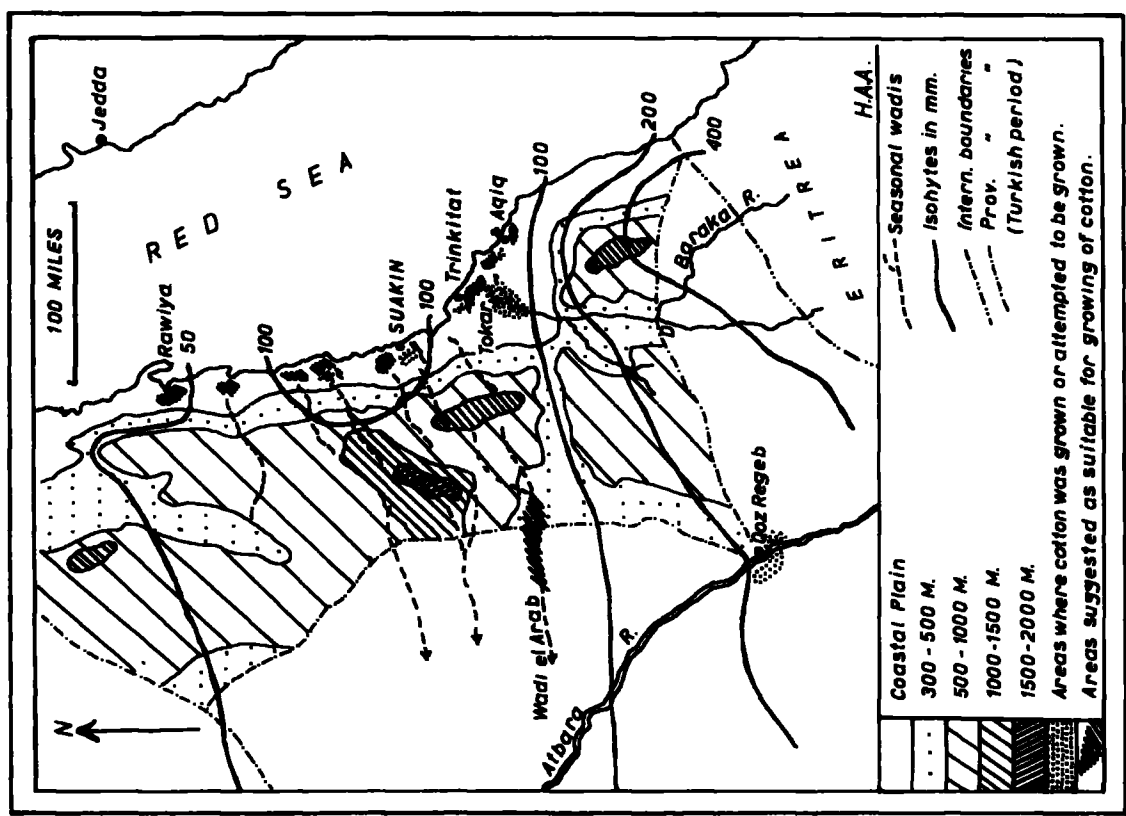 N
100 MILES
Jedda
RED SEA
Rawiya
50
100
SUAKIN
100
Trinkitat
Tokar
Aqiq
100
200
400
Wadi el Arab
Atbara R.
Baraka R.
ERITREA
Regeb
H.A.A.
Coastal Plain
300 - 500 M.
500 - 1000 M.
1000 - 1500 M.
1500 - 2000 M.
Areas where cotton was grown or attempted to be grown.
Areas suggested as suitable for growing of cotton.
Seasonal wadis
Isohytes in mm.
Intern. boundaries
Prov. " "
(Turkish period)